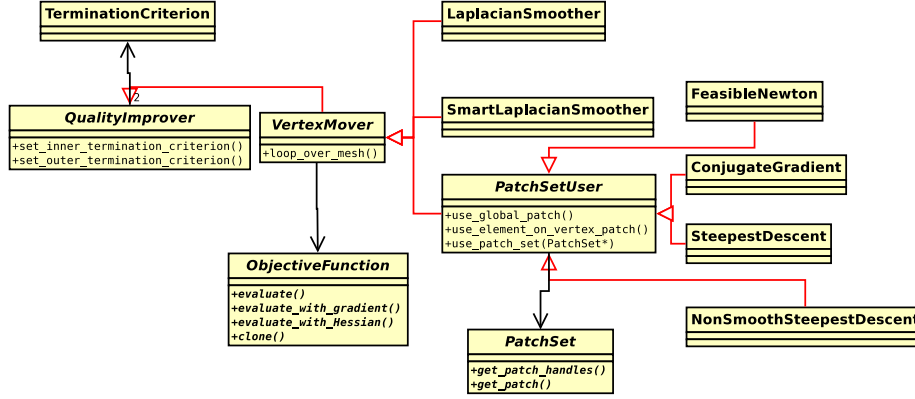 TerminationCriterion
LaplacianSmoother
2
QualityImprover
+set_inner_termination_criterion()
+set_outer_termination_criterion()
VertexMover
+loop_over_mesh()
SmartLaplacianSmoother
FeasibleNewton
PatchSetUser
+use_global_patch()
+use_element_on_vertex_patch()
+use_patch_set(PatchSet*)
ConjugateGradient
SteepestDescent
ObjectiveFunction
+evaluate()
+evaluate_with_gradient()
+evaluate_with_Hessian()
+clone()
NonSmoothSteepestDescent
PatchSet
+get_patch_handles()
+get_patch()